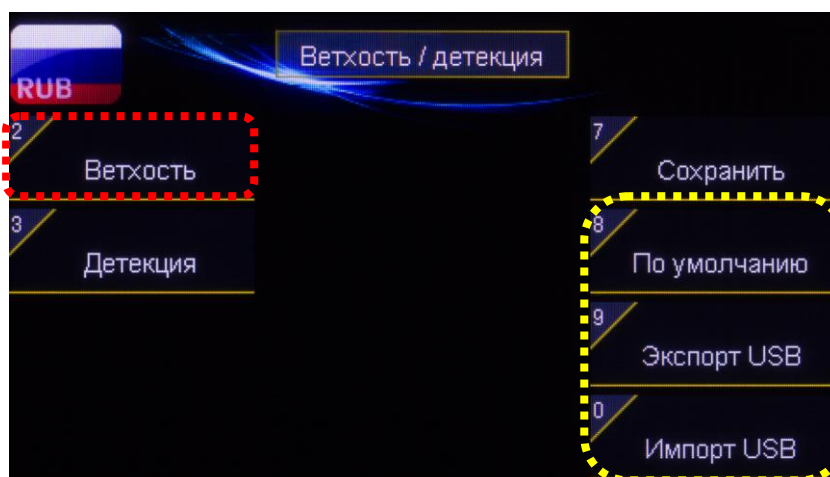 RUB
Ветхость / детекция
2
Ветхость
3
Детекция
7
Сохранить
8
По умолчанию
9
Экспорт USB
0
Импорт USB